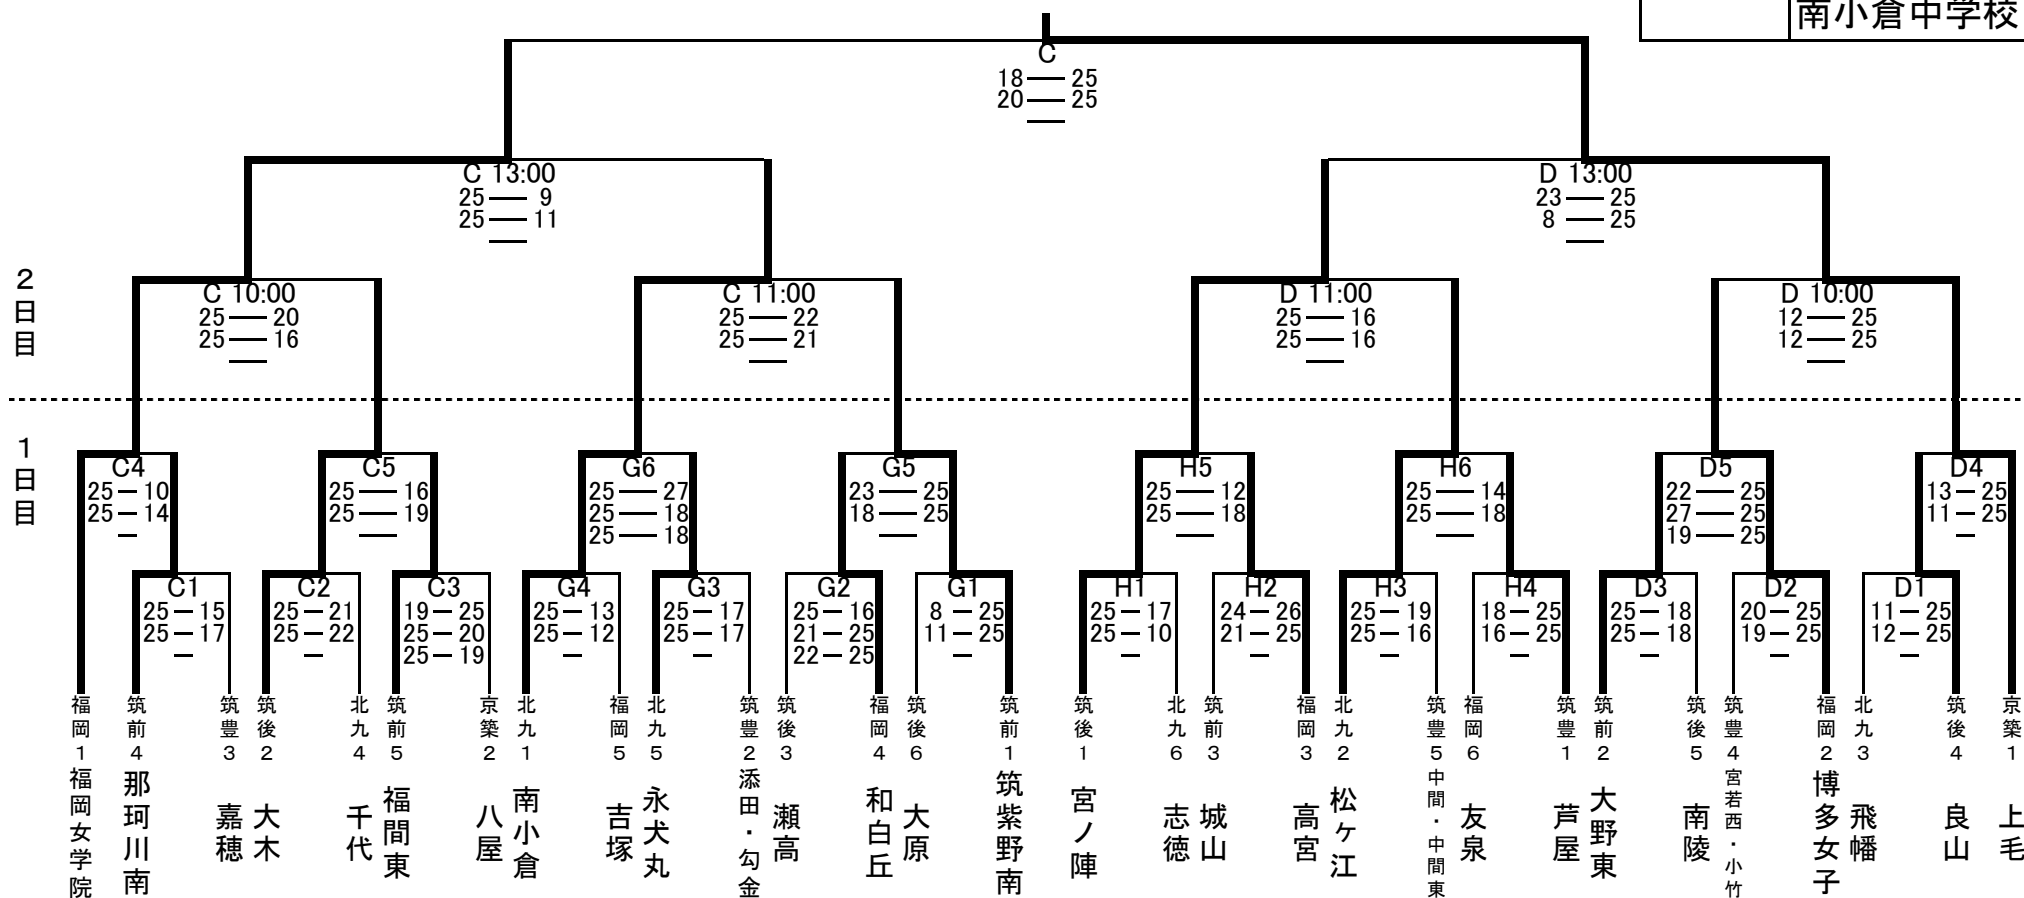 南小倉中学校
C
18 25
20 25
C 13:00
25 9
25 11
D 13:00
23 25
8 25
2日目
C 10:00
25 20
25 16
C 11:00
25 22
25 21
D 11:00
25 16
25 16
D 10:00
12 25
12 25
1日目
C4
25 10
25 14
C5
25 16
25 19
G6
25 27
25 18
25 18
G5
23 25
18 25
H5
25 12
25 18
H6
25 14
25 18
D5
22 25
27 25
19 25
D4
13 25
11 25
C1
25 15
25 17
C2
25 21
25 22
C3
19 25
25 20
25 19
G4
25 13
25 12
G3
25 17
25 17
G2
25 16
21 25
22 25
G1
8 25
11 25
H1
25 17
25 10
H2
24 26
21 25
H3
25 19
25 16
H4
18 25
16 25
D3
25 18
25 18
D2
20 25
19 25
D1
11 25
12 25
福岡1 福岡女学院
筑前4 那珂川南
筑豊3 嘉穂
筑後2 大木
北九4 千代
筑前5 福間東
京築2 八屋
北九1 南小倉
福岡5 吉塚
北九5 永犬丸
筑豊2 添田・勾金
筑後3 瀬高
福岡4 和白丘
筑後6 大原
筑前1 筑紫野南
筑後1 宮ノ陣
北九6 志徳
筑前3 城山
福岡3 高宮
北九2 松ヶ江
筑豊5 中間・中間東
福岡6 友泉
筑豊1 芦屋
筑前2 大野東
筑後5 南陵
筑豊4 宮若西・小竹
福岡2 博多女子
北九3 飛幡
筑後4 良山
京築1 上毛